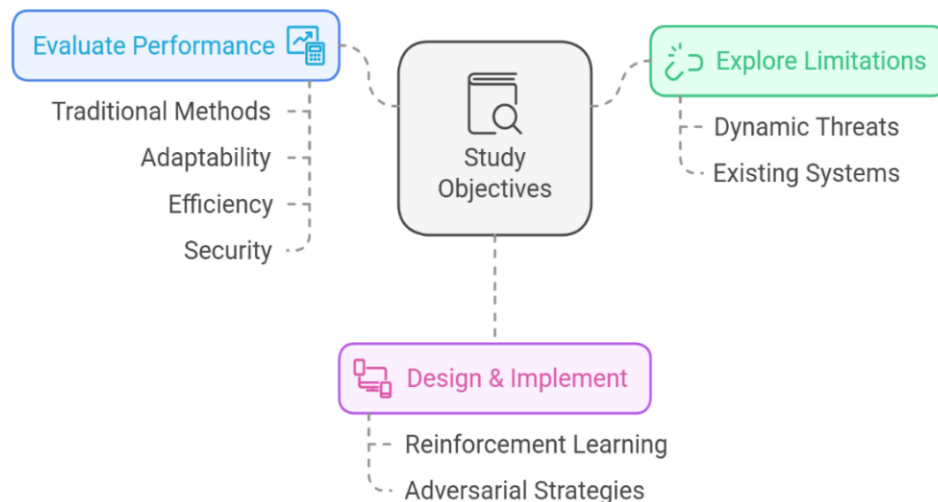 Evaluate Performance
Traditional Methods
Adaptability
Efficiency
Security
Study
Objectives
Explore Limitations
Dynamic Threats
Existing Systems
Design & Implement
Reinforcement Learning
Adversarial Strategies